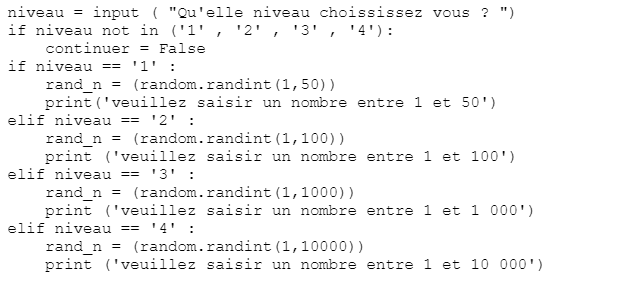 niveau = input ( "Qu'elle niveau choississez vous ? ")
if niveau not in ('1' , '2' , '3' , '4'):
    continuer = False
if niveau == '1' :
    rand_n = (random.randint(1,50))
    print('veuillez saisir un nombre entre 1 et 50')
elif niveau == '2' :
    rand_n = (random.randint(1,100))
    print ('veuillez saisir un nombre entre 1 et 100')
elif niveau == '3' :
    rand_n = (random.randint(1,1000))
    print ('veuillez saisir un nombre entre 1 et 1 000')
elif niveau == '4' :
    rand_n = (random.randint(1,10000))
    print ('veuillez saisir un nombre entre 1 et 10 000')